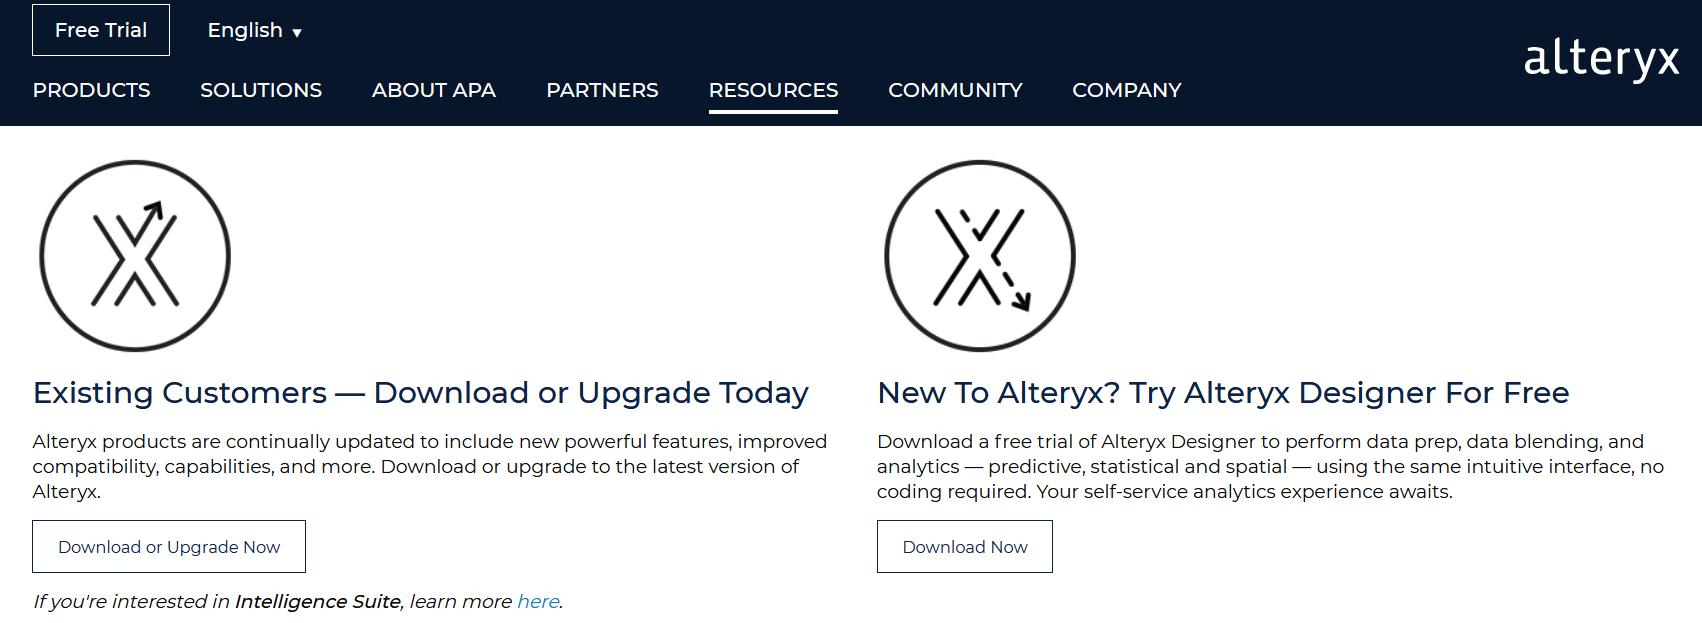 Free Trial
English ▼
alteryx
PRODUCTS
SOLUTIONS
ABOUT APA
PARTNERS
RESOURCES
COMMUNITY
COMPANY
Existing Customers — Download or Upgrade Today
Alteryx products are continually updated to include new powerful features, improved
compatibility, capabilities, and more. Download or upgrade to the latest version of
Alteryx.
Download or Upgrade Now
If you're interested in Intelligence Suite, learn more here.
New To Alteryx? Try Alteryx Designer For Free
Download a free trial of Alteryx Designer to perform data prep, data blending, and
analytics — predictive, statistical and spatial — using the same intuitive interface, no
coding required. Your self-service analytics experience awaits.
Download Now